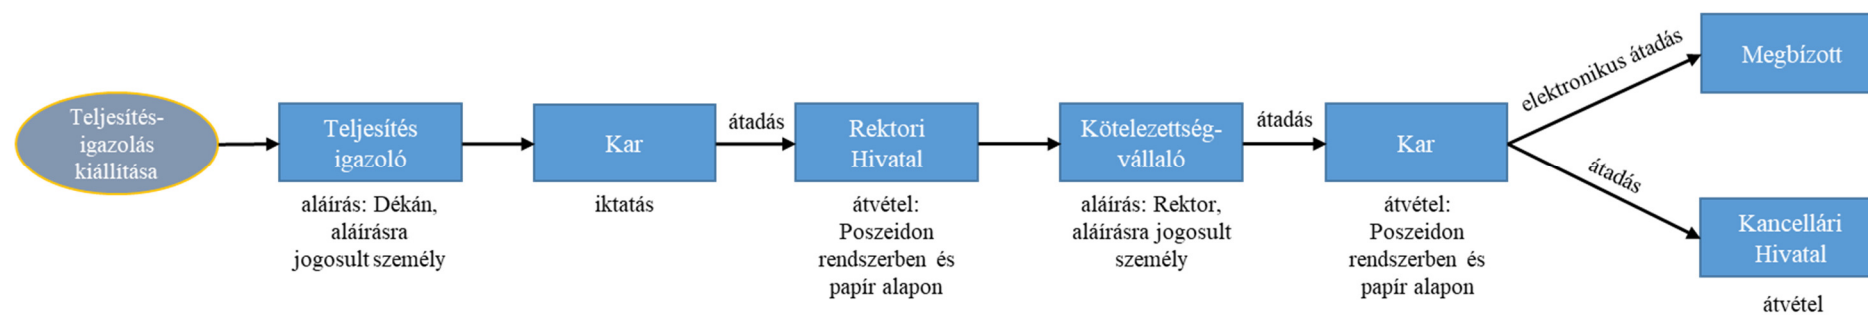 Teljesítés-
igazolás
kiállítása
Teljesítés
igazoló
aláírás: Dékán,
aláírásra
jogosult személy
Kar
iktatás
átadás
Rektori
Hivatal
átvétel:
Poszeidon
rendszerben és
papír alapon
Kötelezettség-
vállaló
aláírás: Rektor,
aláírásra jogosult
személy
átadás
Kar
átvétel:
Poszeidon
rendszerben és
papír alapon
elektronikus átadás
Megbízott
átadás
Kancellári
Hivatal
átvétel